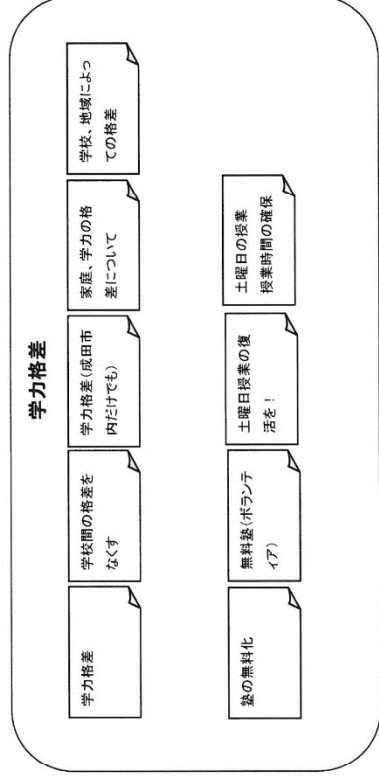 学力格差
学力格差
学校間の格差を
なくす
学力格差（成田市
内だけでも）
家庭、学力の格
差について
学校、地域によっ
ての格差
塾の無料化
無料塾（ボランテ
ィア）
土曜日授業の復
活を！
土曜日の授業
授業時間の確保